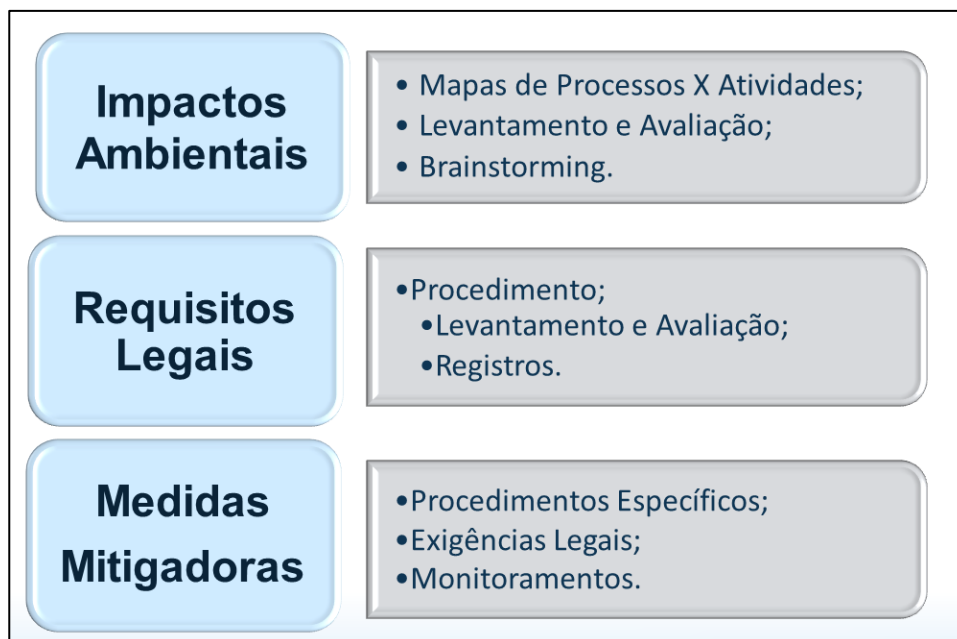 Impactos
Ambientais
• Mapas de Processos X Atividades;
• Levantamento e Avaliação;
• Brainstorming.
Requisitos
Legais
•Procedimento;
•Levantamento e Avaliação;
•Registros.
Medidas
Mitigadoras
•Procedimentos Específicos;
•Exigências Legais;
•Monitoramentos.